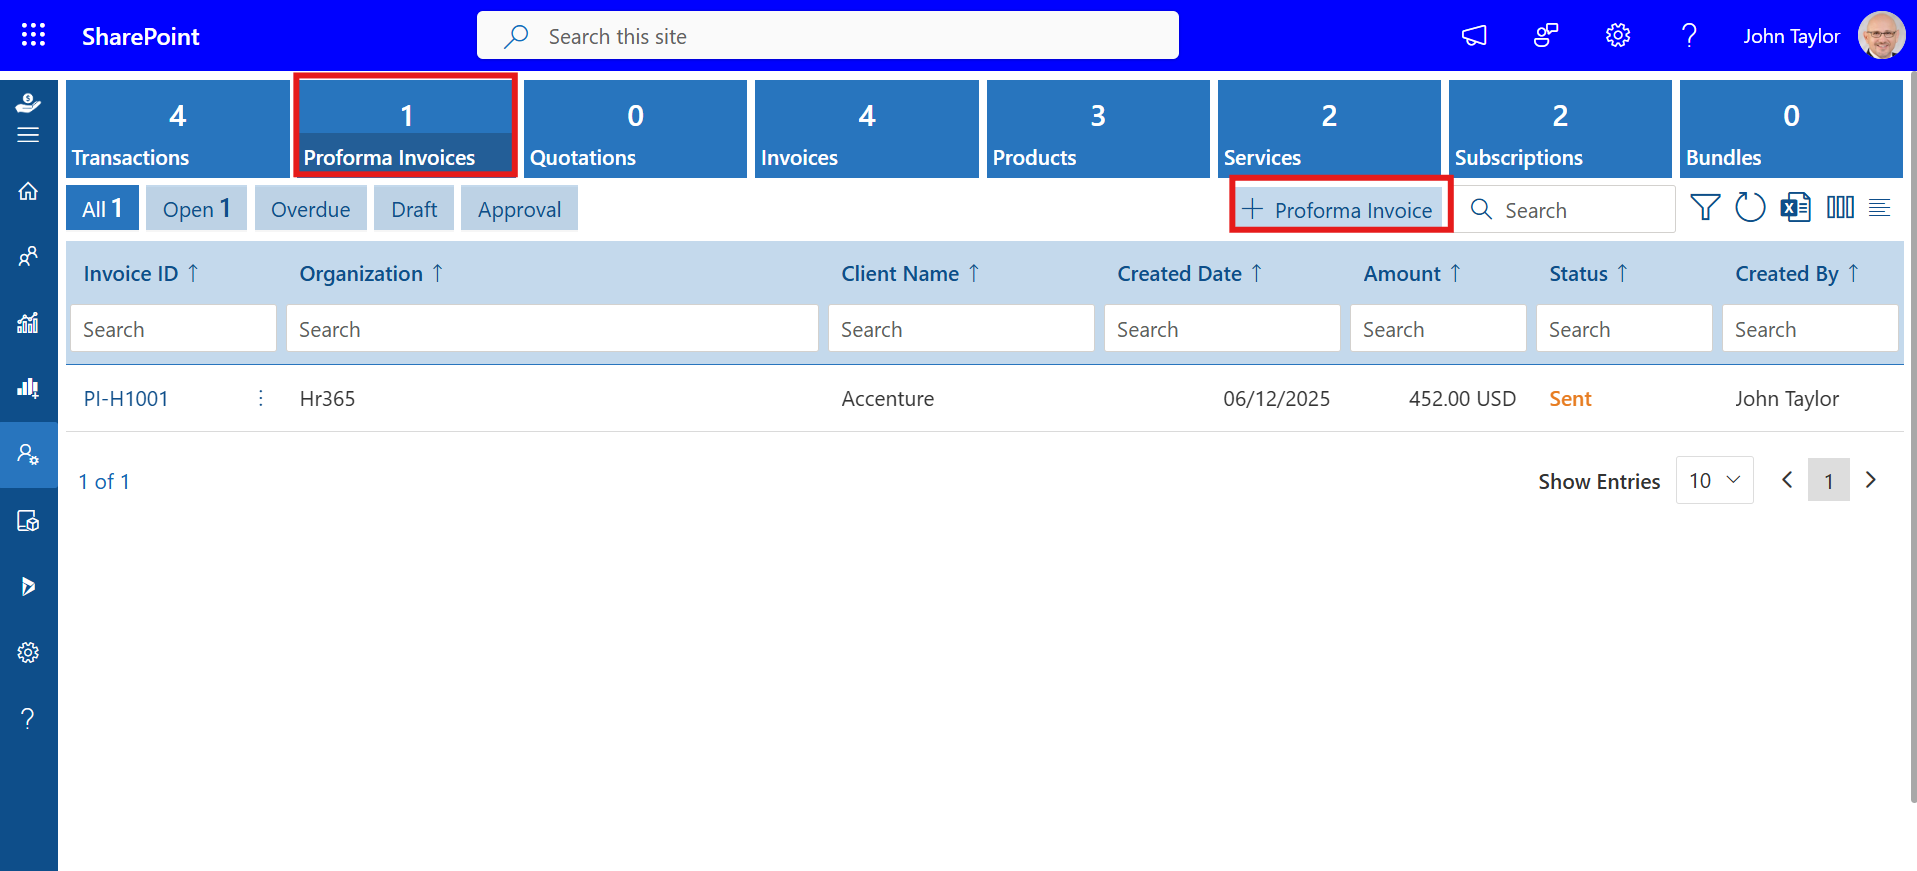 SharePoint
Search this site
John Taylor
4
Transactions
1
Proforma Invoices
0
Quotations
4
Invoices
3
Products
2
Services
2
Subscriptions
0
Bundles
All 1
Open 1
Overdue
Draft
Approval
+ Proforma Invoice
Search
Invoice ID ↑
Organization ↑
Client Name ↑
Created Date ↑
Amount ↑
Status ↑
Created By ↑
Search
Search
Search
Search
Search
Search
Search
PI-H1001
Hr365
Accenture
06/12/2025
452.00 USD
Sent
John Taylor
1 of 1
Show Entries
10
1